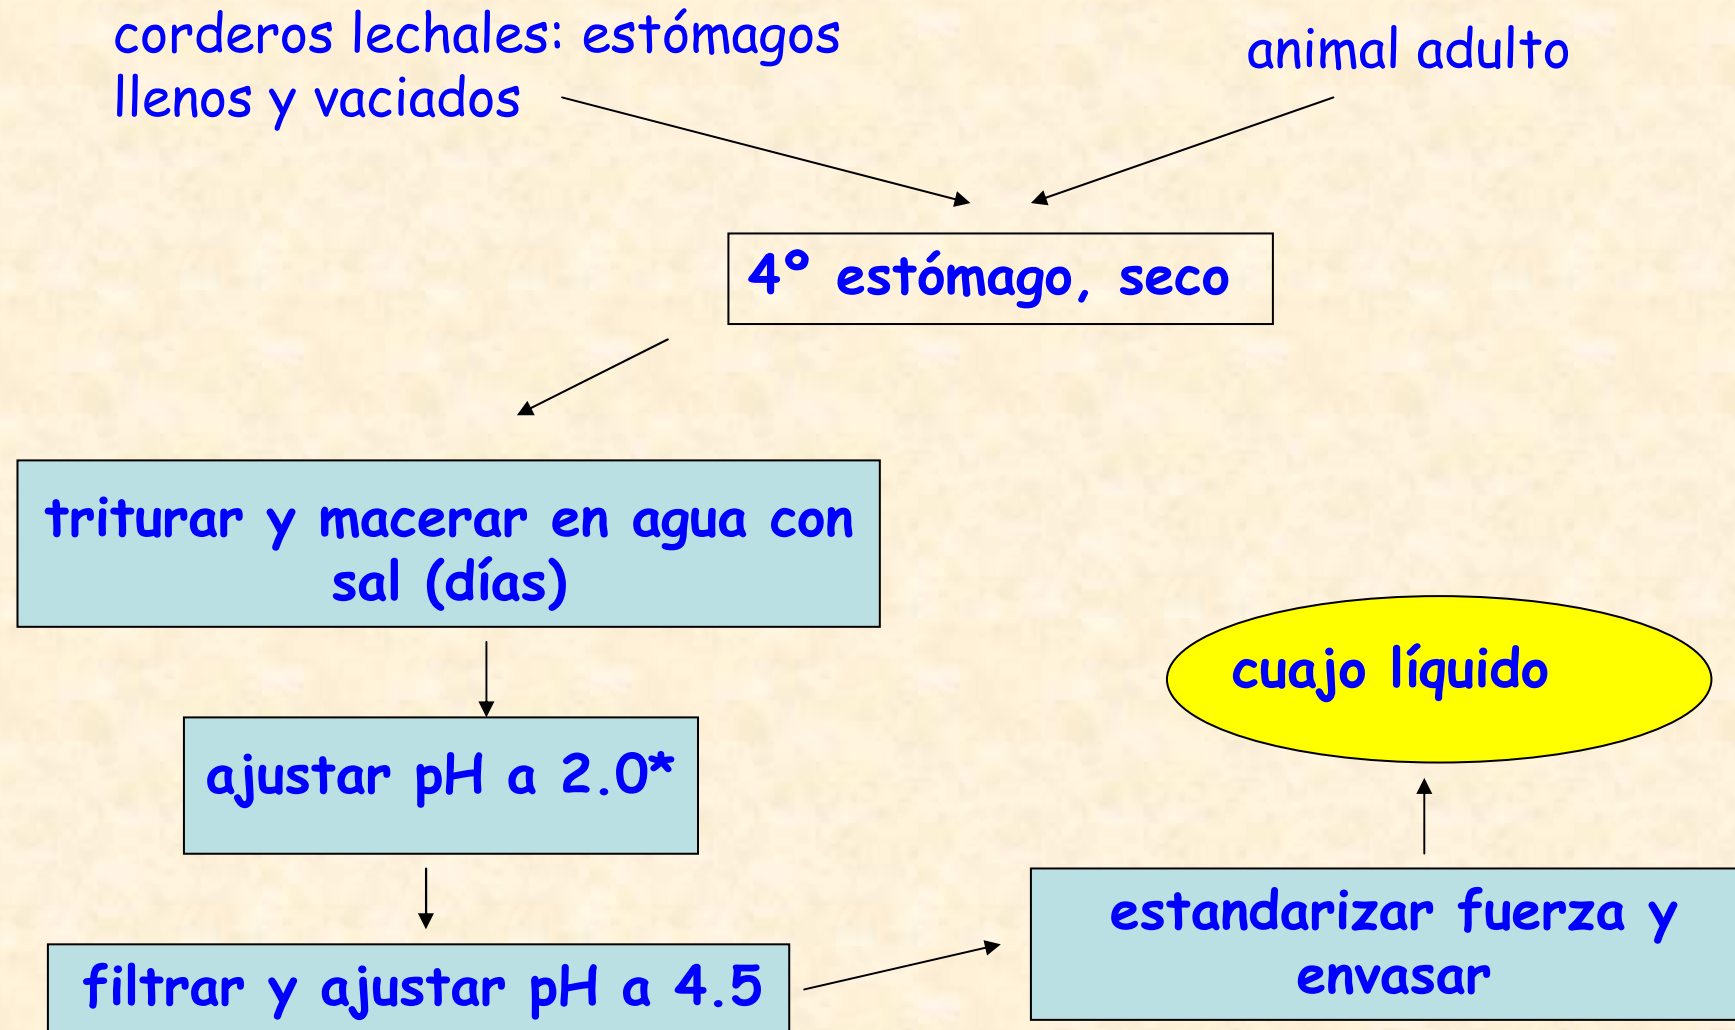 corderos lechales: estómagos
llenos y vaciados
animal adulto
4º estómago, seco
triturar y macerar en agua con
sal (días)
ajustar pH a 2.0*
filtrar y ajustar pH a 4.5
estandarizar fuerza y
envasar
cuajo líquido